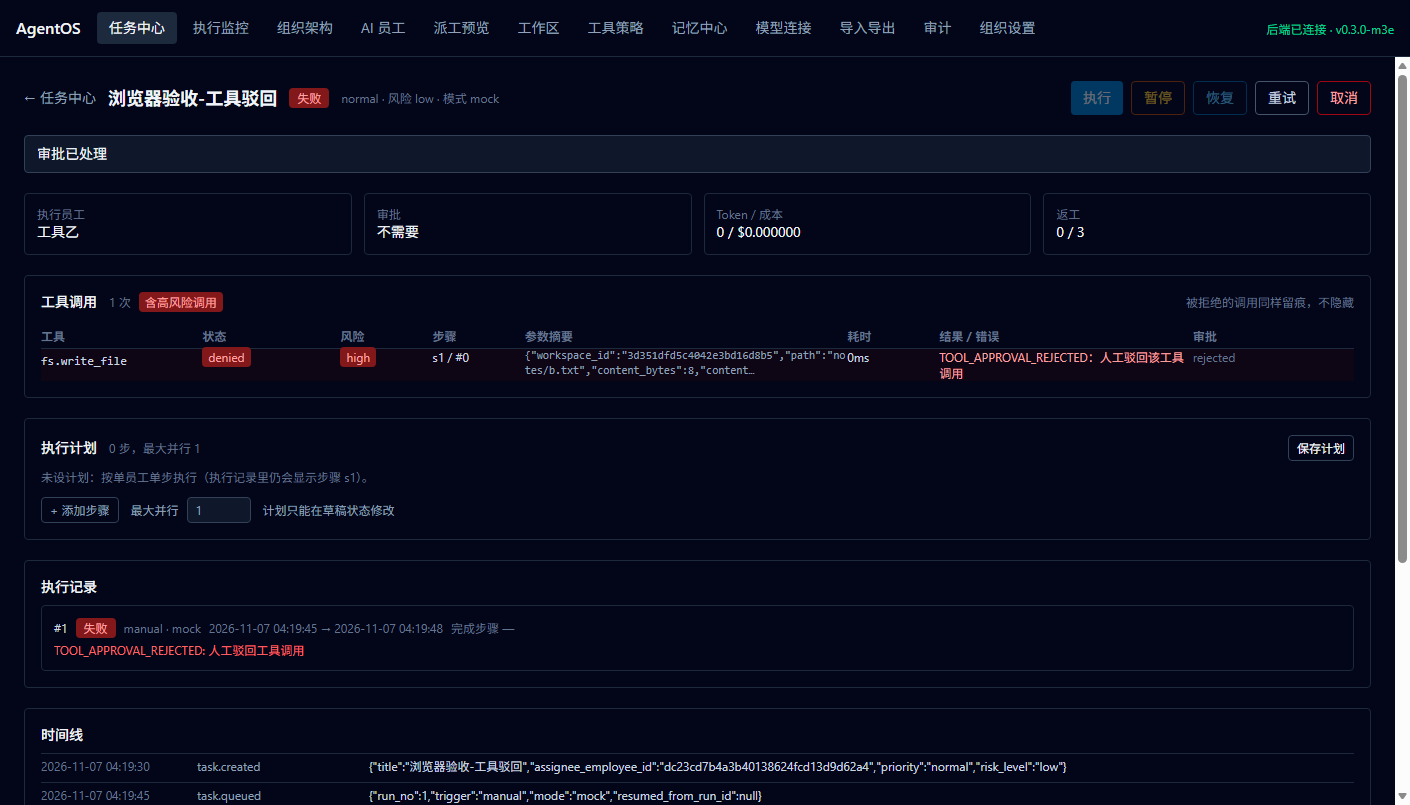 AgentOS 任务中心 执行监控 组织架构 AI 员工 派工预览 工作区 工具策略 记忆中心 模型连接 导入导出 审计 组织设置 后端已连接 · v0.3.0-m3e
← 任务中心 浏览器验收-工具驳回 失败 normal · 风险 low · 模式 mock 执行 暂停 恢复 重试 取消
审批已处理
执行员工 审批 Token / 成本 返工
工具乙 不需要 0 / $0.000000 0 / 3
工具调用 1 次 含高风险调用 被拒绝的调用同样留痕，不隐藏
工具 状态 风险 步骤 参数摘要 耗时 结果 / 错误 审批
fs.write_file denied high s1 / #0 {"workspace_id":"3d351dfd5c4042e3bd16d8b5","path":"no 0ms TOOL_APPROVAL_REJECTED：人工驳回该工具 rejected
tes/b.txt","content_bytes":8,"content… 调用
执行计划 0 步，最大并行 1 保存计划
未设计划：按单员工单步执行（执行记录里仍会显示步骤 s1）。
+ 添加步骤 最大并行 1 计划只能在草稿状态修改
执行记录
#1 失败 manual · mock 2026-11-07 04:19:45 → 2026-11-07 04:19:48 完成步骤 —
TOOL_APPROVAL_REJECTED: 人工驳回工具调用
时间线
2026-11-07 04:19:30 task.created {"title":"浏览器验收-工具驳回","assignee_employee_id":"dc23cd7b4a3b40138624fcd13d9d62a4","priority":"normal","risk_level":"low"}
2026-11-07 04:19:45 task.queued {"run_no":1,"trigger":"manual","mode":"mock","resumed_from_run_id":null}